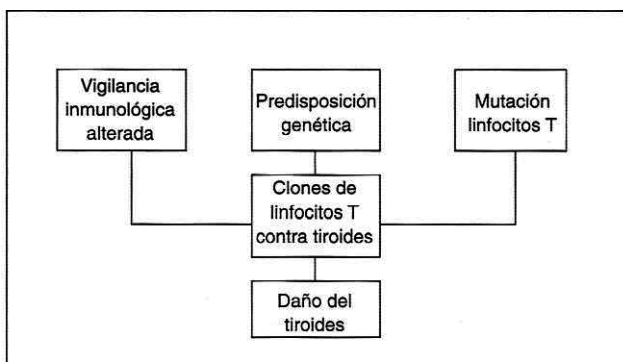 Vigilancia
inmunológica
alterada
Predisposición
genética
Mutación
linfocitos T
Clones de
linfocitos T
contra tiroides
Daño del
tiroides